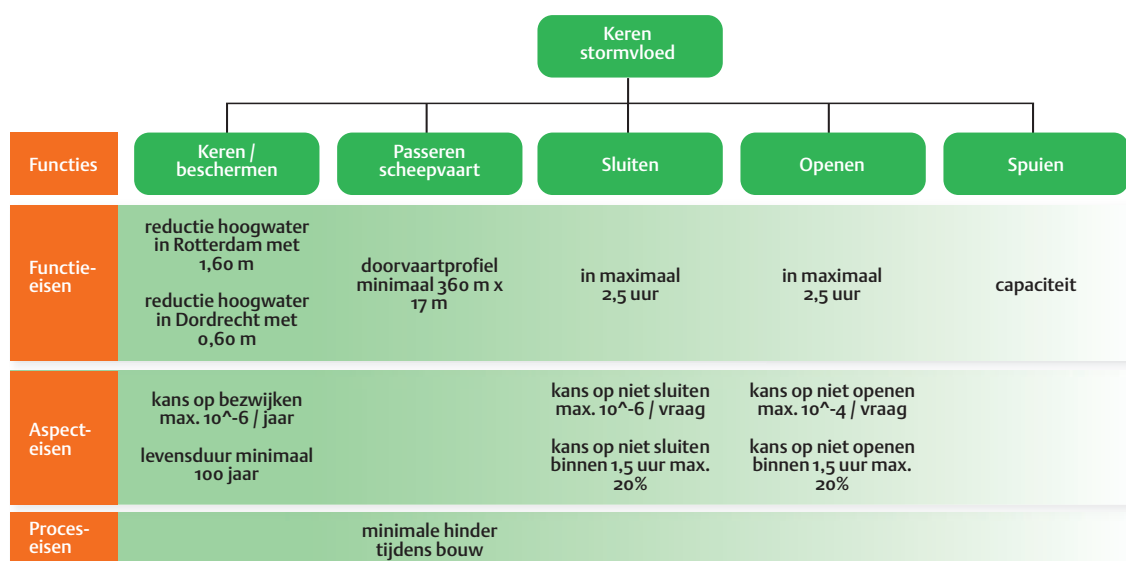 Keren
stormvloed
Functies
Keren /
beschermen
Passeren
scheepvaart
Sluiten
Openen
Spuien
Functie-
eisen
reductie hoogwater
in Rotterdam met
1,60 m
reductie hoogwater
in Dordrecht met
0,60 m
doorvaartprofiel
minimaal 360 m x
17 m
in maximaal
2,5 uur
in maximaal
2,5 uur
capaciteit
Aspect-
eisen
kans op bezwijken
max. 10^-6 / jaar
levensduur minimaal
100 jaar
kans op niet sluiten
max. 10^-6 / vraag
kans op niet sluiten
binnen 1,5 uur max.
20%
kans op niet openen
max. 10^-4 / vraag
kans op niet openen
binnen 1,5 uur max.
20%
Proces-
eisen
minimale hinder
tijdens bouw